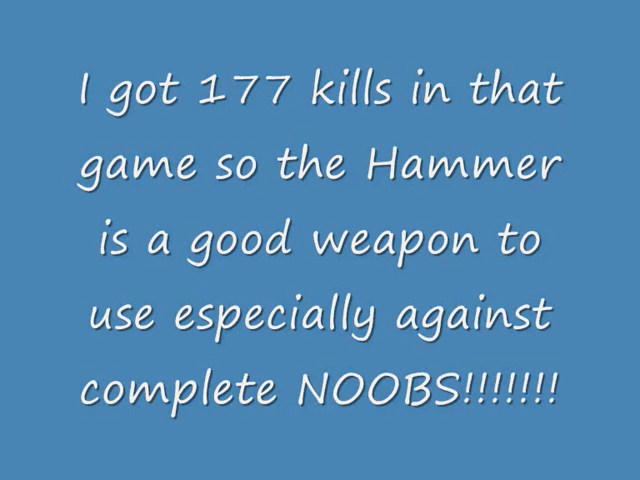 I got 177 kills in that
game so the Hammer
is a good weapon to
use especially against
complete NOOBS!!!!!!!